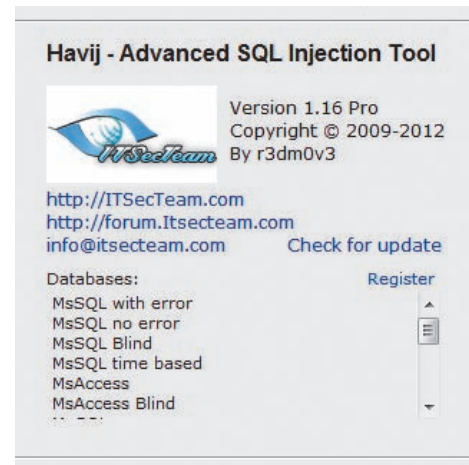 Havij - Advanced SQL Injection Tool
ITSecTeam
Version 1.16 Pro
Copyright © 2009-2012
By r3dm0v3
http://ITSecTeam.com
http://forum.Itsecteam.com
info@itsecteam.com Check for update
Databases: Register
MsSQL with error
MsSQL no error
MsSQL Blind
MsSQL time based
MsAccess
MsAccess Blind